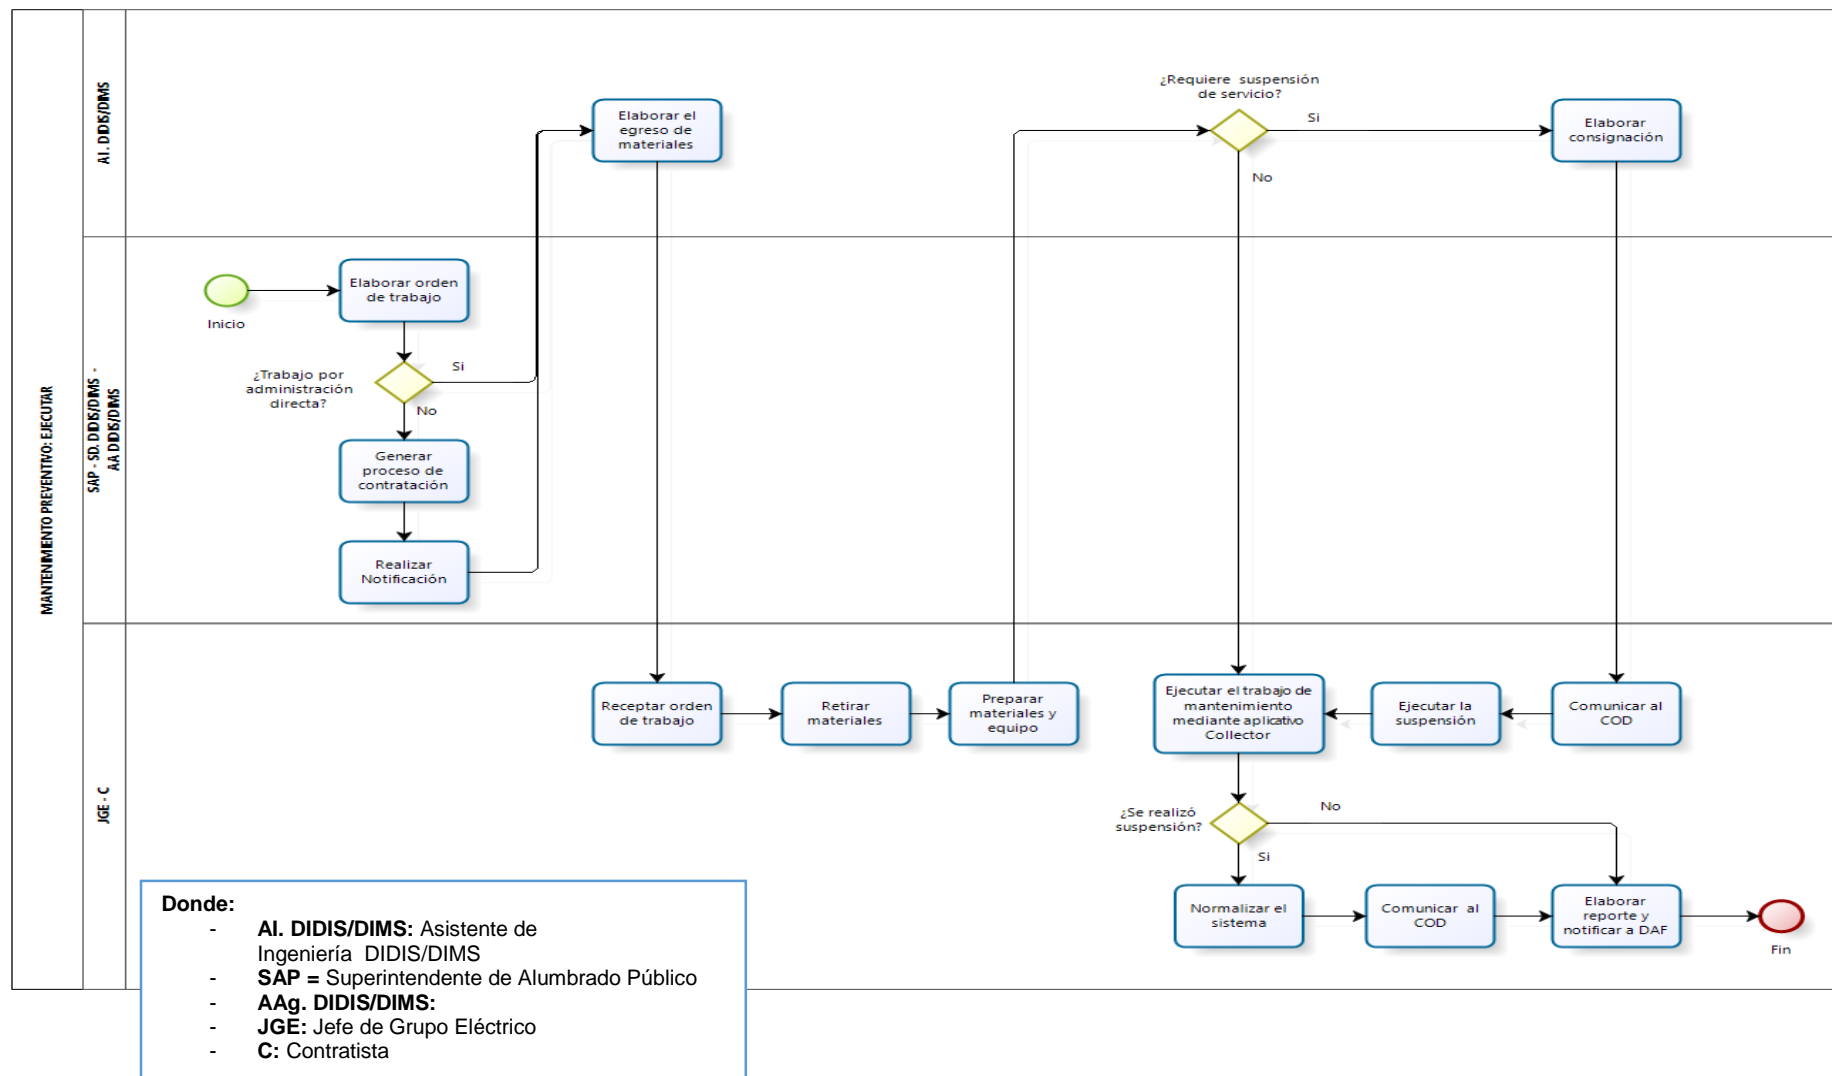 MANTENIMIENTO PREVENTIVO: EJECUTAR
AI. DIDIS/DIMS
¿Requiere suspensión
de servicio?
Elaborar el
egreso de
materiales
Si
Elaborar
consignación
No
SAP - SD. DIDIS/DIMS -
AA DIDIS/DIMS
Inicio
Elaborar orden
de trabajo
¿Trabajo por
administración
directa?
Si
No
Generar
proceso de
contratación
Realizar
Notificación
JGE - C
Receptar orden
de trabajo
Retirar
materiales
Preparar
materiales y
equipo
Ejecutar el trabajo de
mantenimiento
mediante aplicativo
Collector
Ejecutar la
suspensión
Comunicar al
COD
¿Se realizó
suspensión?
No
Si
Normalizar el
sistema
Comunicar al
COD
Elaborar
reporte y
notificar a DAF
Fin
Donde:
- AI. DIDIS/DIMS: Asistente de
Ingeniería DIDIS/DIMS
- SAP = Superintendente de Alumbrado Público
- AAg. DIDIS/DIMS:
- JGE: Jefe de Grupo Eléctrico
- C: Contratista